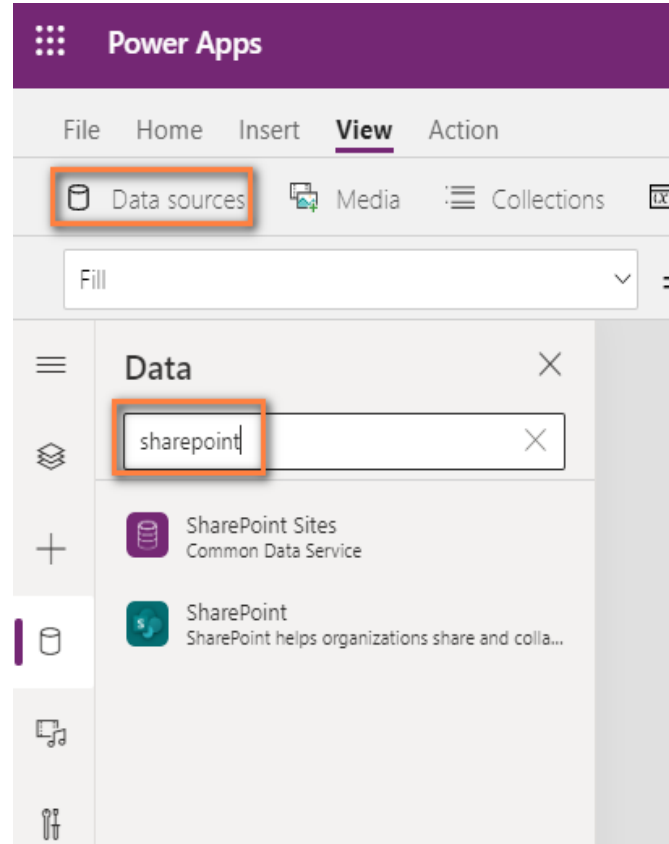 Power Apps
File Home Insert View Action
Data sources Media Collections
Fill =
Data
sharepoint
SharePoint Sites
Common Data Service
SharePoint
SharePoint helps organizations share and colla...